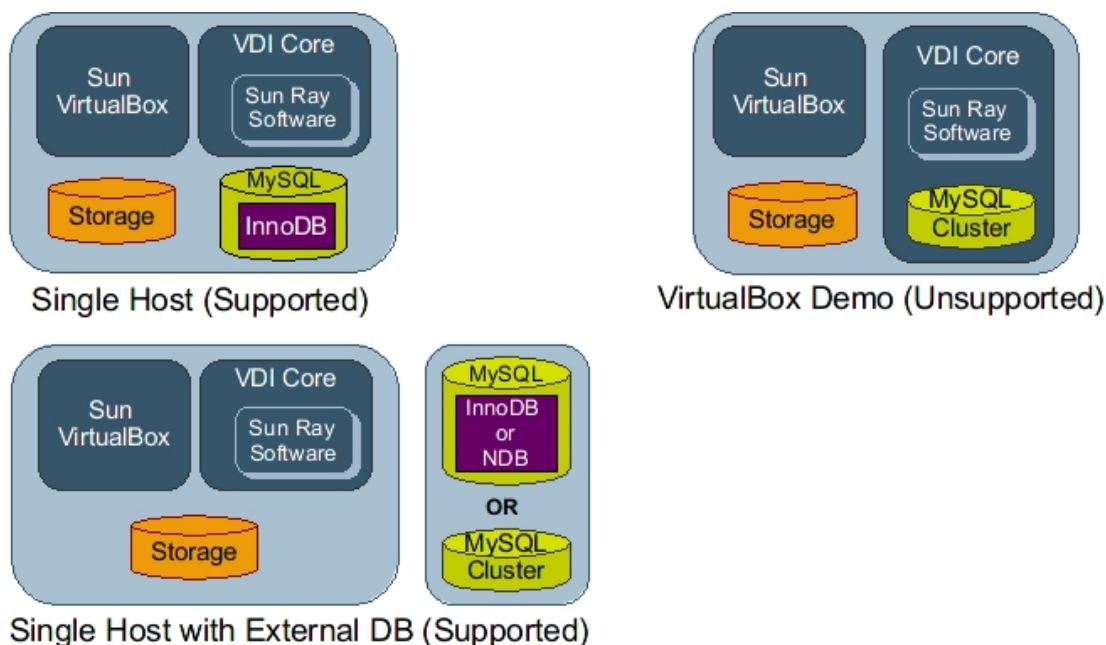 Sun
VirtualBox
VDI Core
Sun Ray
Software
Storage
MySQL
InnoDB
Single Host (Supported)
Sun
VirtualBox
VDI Core
Sun Ray
Software
Storage
MySQL
Cluster
VirtualBox Demo (Unsupported)
Sun
VirtualBox
VDI Core
Sun Ray
Software
Storage
MySQL
InnoDB
or
NDB
OR
MySQL
Cluster
Single Host with External DB (Supported)